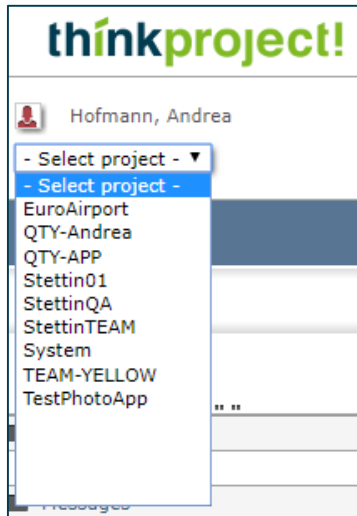 thinkproject!
Hofmann, Andrea
- Select project -
- Select project -
EuroAirport
QTY-Andrea
QTY-APP
Stettin01
StettinQA
StettinTEAM
System
TEAM-YELLOW
TestPhotoApp
Messages